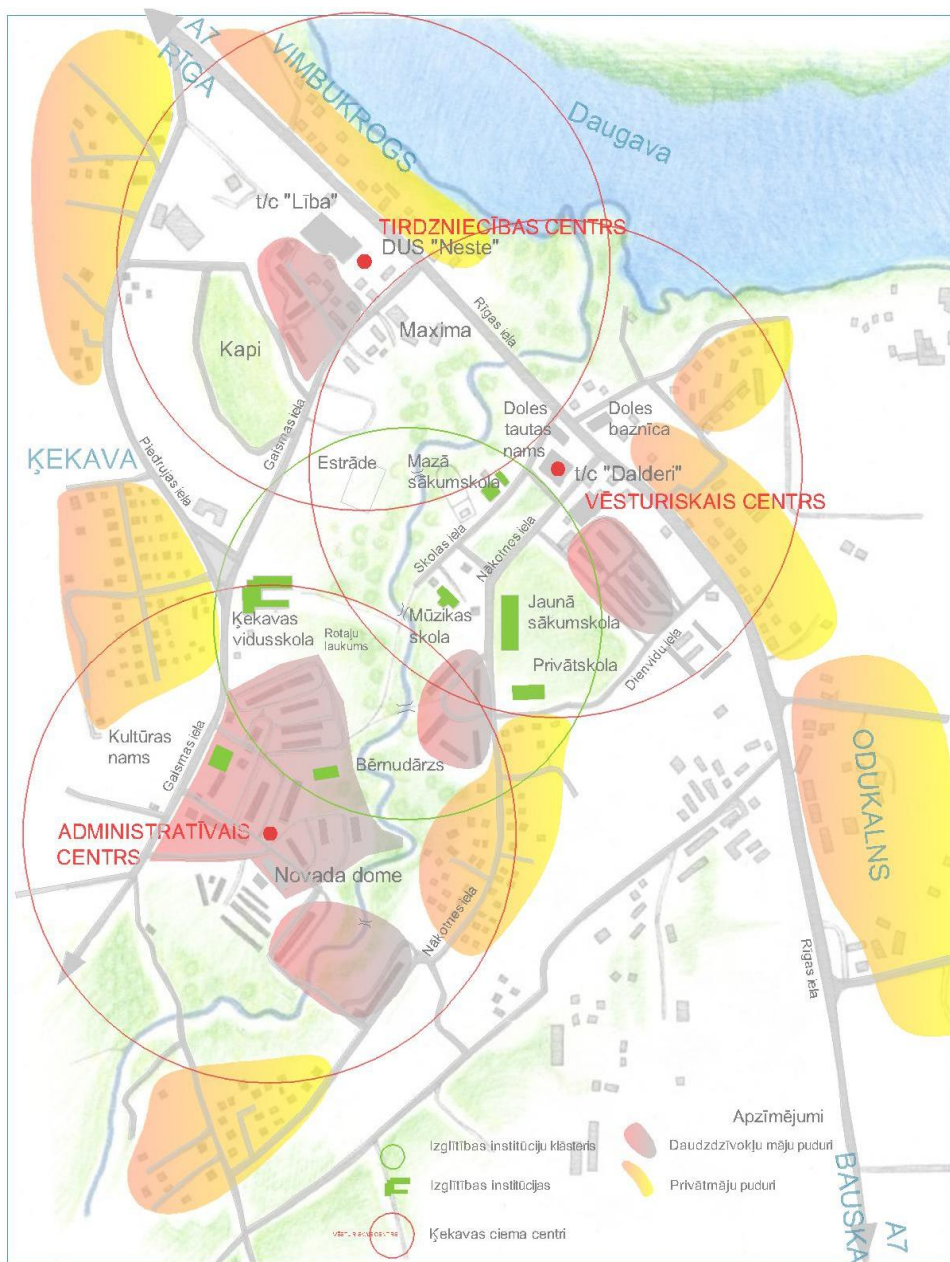 A7
RĪGA
VIMBUKROGS
Daugava
t/c "Lība"
TIRDZNIECĪBAS CENTRS
DUS "Neste"
Rīgas iela
Maxima
Kapi
Gaismas iela
Doles
tautas
nams
Doles
baznīca
ĶEKAVA
Piedrujas iela
Estrāde
Mazā
sākumskola
t/c "Dalderi"
VĒSTURISKAIS CENTRS
Skolas iela
Nākotnes iela
Ķekavas
vidusskola
Rotaļu
laukums
Mūzikas
skola
Jaunā
sākumskola
Privātskola
Dienvidu iela
Kultūras
nams
Gaismas iela
Bērnudārzs
ODUKALNS
ADMINISTRATĪVAIS
CENTRS
Novada dome
Nākotnes iela
Rīgas iela
Apzīmējumi
Izglītības institūciju klāsteris
Daudzdzīvokļu māju puduri
Izglītības institūcijas
Privātmāju puduri
Ķekavas ciema centri
BAUSKA
A7